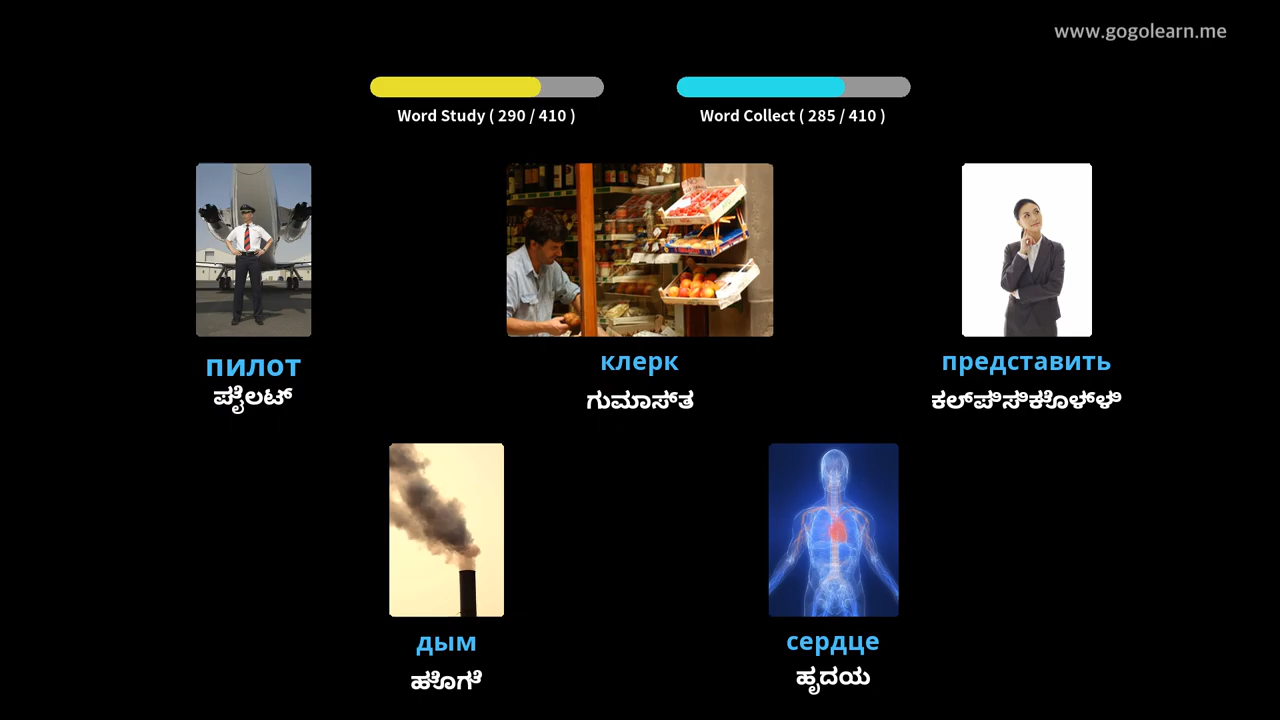 www.gogolearn.me
Word Study ( 290 / 410 )
Word Collect ( 285 / 410 )
пилот
ಪೈಲಟ್
клерк
ಗುಮಾಸ್ತ
представить
ಕಲ್ಪಿಸಿಕೊಳ್ಳಿ
дым
ಹೊಗೆ
сердце
ಹೃದಯ